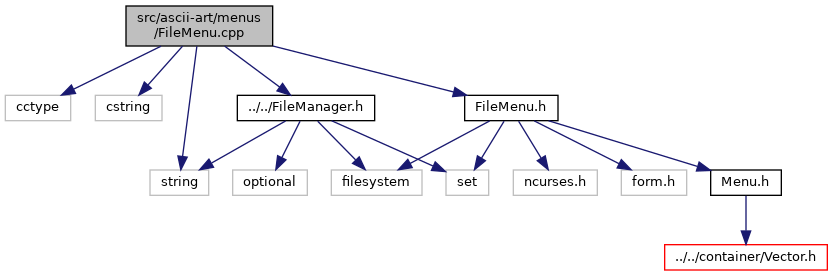 src/ascii-art/menus
/FileMenu.cpp
cctype
cstring
../../FileManager.h
FileMenu.h
string
optional
filesystem
set
ncurses.h
form.h
Menu.h
../../container/Vector.h